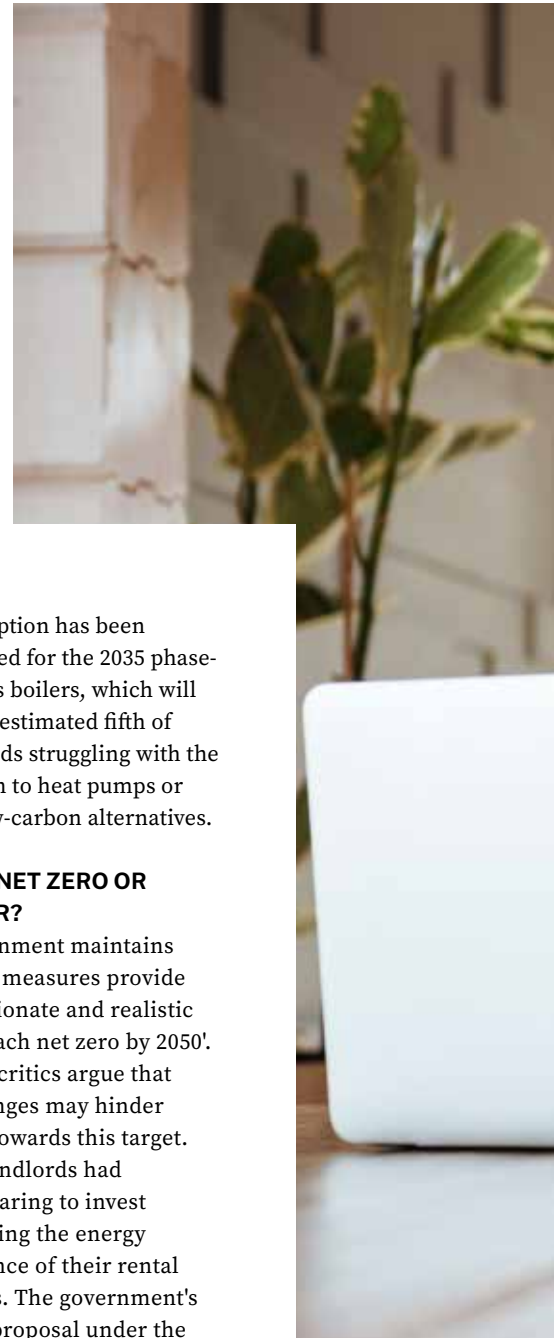 ption has been
ed for the 2035 phase-
s boilers, which will
estimated fifth of
ds struggling with the
n to heat pumps or
v-carbon alternatives.
NET ZERO OR
R?
nment maintains
measures provide
ionate and realistic
ach net zero by 2050'.
critics argue that
nges may hinder
owards this target.
ndlords had
aring to invest
ing the energy
nce of their rental
s. The government's
proposal under the